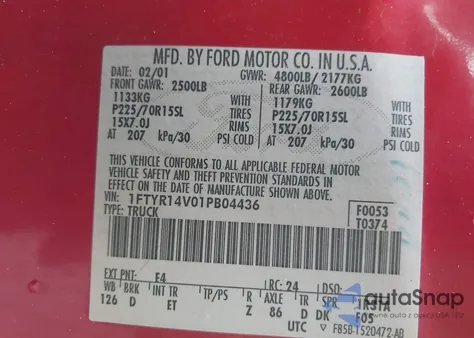 MFD. BY FORD MOTOR CO. IN U.S.A.
DATE: 02/01 GVWR: 4800LB/ 2177KG
FRONT GAWR: 2500LB REAR GAWR: 2600LB
1133KG WITH 1179KG WITH
P225/70R15SL TIRES P225/70R15SL TIRES
15X7.0J RIMS 15X7.0J RIMS
AT 207 kPa/30 PSI COLD AT 207 kPa/30 PSI COLD
THIS VEHICLE CONFORMS TO ALL APPLICABLE FEDERAL MOTOR
VEHICLE SAFETY AND THEFT PREVENTION STANDARDS IN
EFFECT ON THE DATE OF MANUFACTURE SHOWN ABOVE
VIN: 1FTYR14V01PB04436 F0053
TYPE: TRUCK T0374
EXT PNT: E4 RC: 24 DSO:
WB BRK INT TR TP/PS R AXLE TR SPR
126 D ET Z 86 D DK F05
UTC F85B-1520472-AB
autoSnap